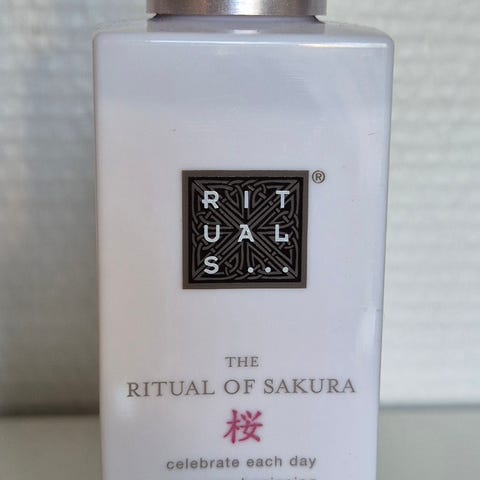 RIT
UAL
S...
®
THE
RITUAL OF SAKURA
桜
celebrate each day